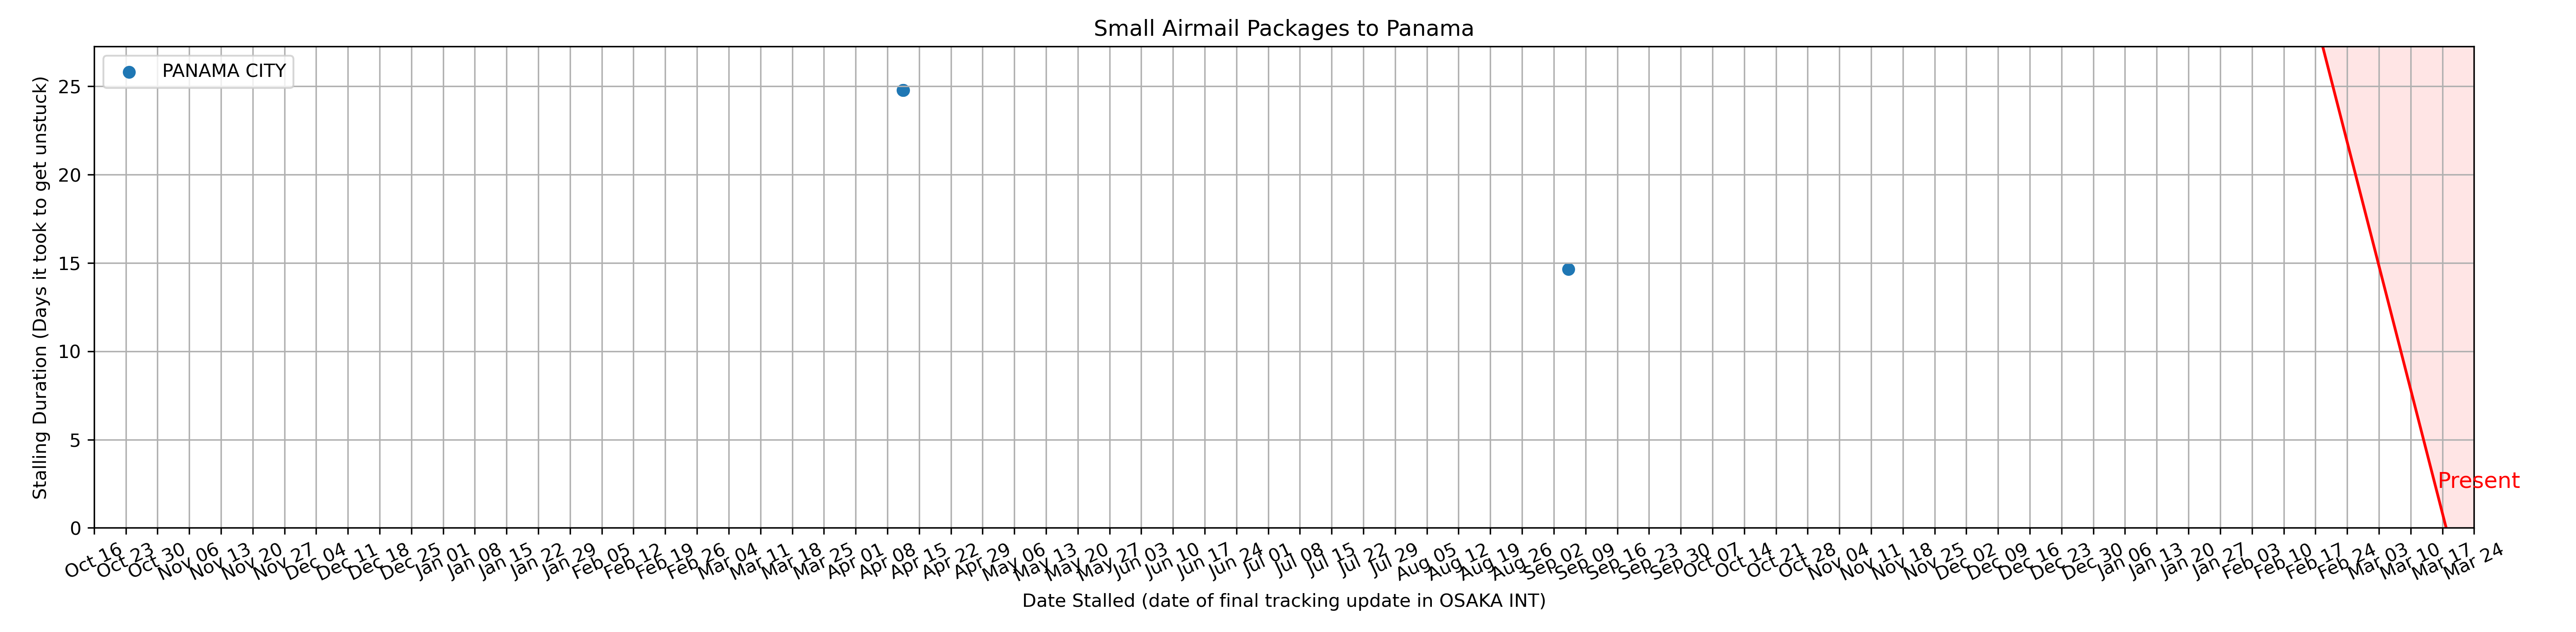 Small Airmail Packages to Panama
PANAMA CITY
Stalling Duration (Days it took to get unstuck)
25
20
15
10
5
0
Present
Oct 16
Oct 23
Oct 30
Nov 06
Nov 13
Nov 20
Nov 27
Dec 04
Dec 11
Dec 18
Dec 25
Jan 01
Jan 08
Jan 15
Jan 22
Jan 29
Feb 05
Feb 12
Feb 19
Feb 26
Mar 04
Mar 11
Mar 18
Mar 25
Apr 01
Apr 08
Apr 15
Apr 22
Apr 29
May 06
May 13
May 20
May 27
Jun 03
Jun 10
Jun 17
Jun 24
Jul 01
Jul 08
Jul 15
Jul 22
Jul 29
Aug 05
Aug 12
Aug 19
Aug 26
Sep 02
Sep 09
Sep 16
Sep 23
Sep 30
Oct 07
Oct 14
Oct 21
Oct 28
Nov 04
Nov 11
Nov 18
Nov 25
Dec 02
Dec 09
Dec 16
Dec 23
Dec 30
Jan 06
Jan 13
Jan 20
Jan 27
Feb 03
Feb 10
Feb 17
Feb 24
Mar 03
Mar 10
Mar 17
Mar 24
Date Stalled (date of final tracking update in OSAKA INT)